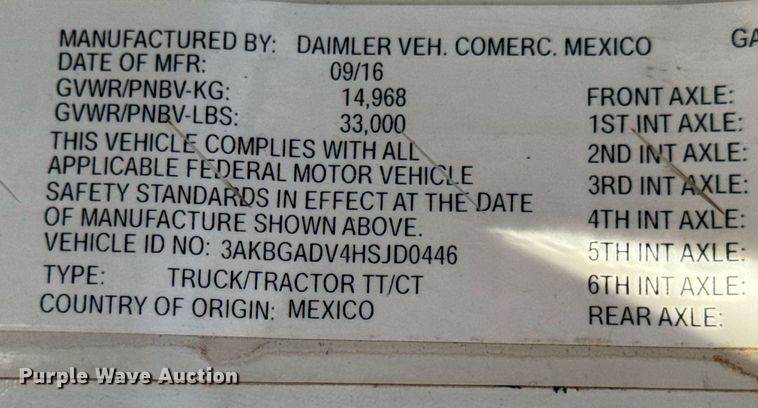 MANUFACTURED BY: DAIMLER VEH. COMERC. MEXICO
DATE OF MFR: 09/16
GVWR/PNBV-KG: 14,968
GVWR/PNBV-LBS: 33,000
THIS VEHICLE COMPLIES WITH ALL
APPLICABLE FEDERAL MOTOR VEHICLE
SAFETY STANDARDS IN EFFECT AT THE DATE
OF MANUFACTURE SHOWN ABOVE.
VEHICLE ID NO: 3AKBGADV4HSJD0446
TYPE: TRUCK/TRACTOR TT/CT
COUNTRY OF ORIGIN: MEXICO
GA
FRONT AXLE:
1ST INT AXLE:
2ND INT AXLE:
3RD INT AXLE:
4TH INT AXLE:
5TH INT AXLE:
6TH INT AXLE:
REAR AXLE:
Purple Wave Auction